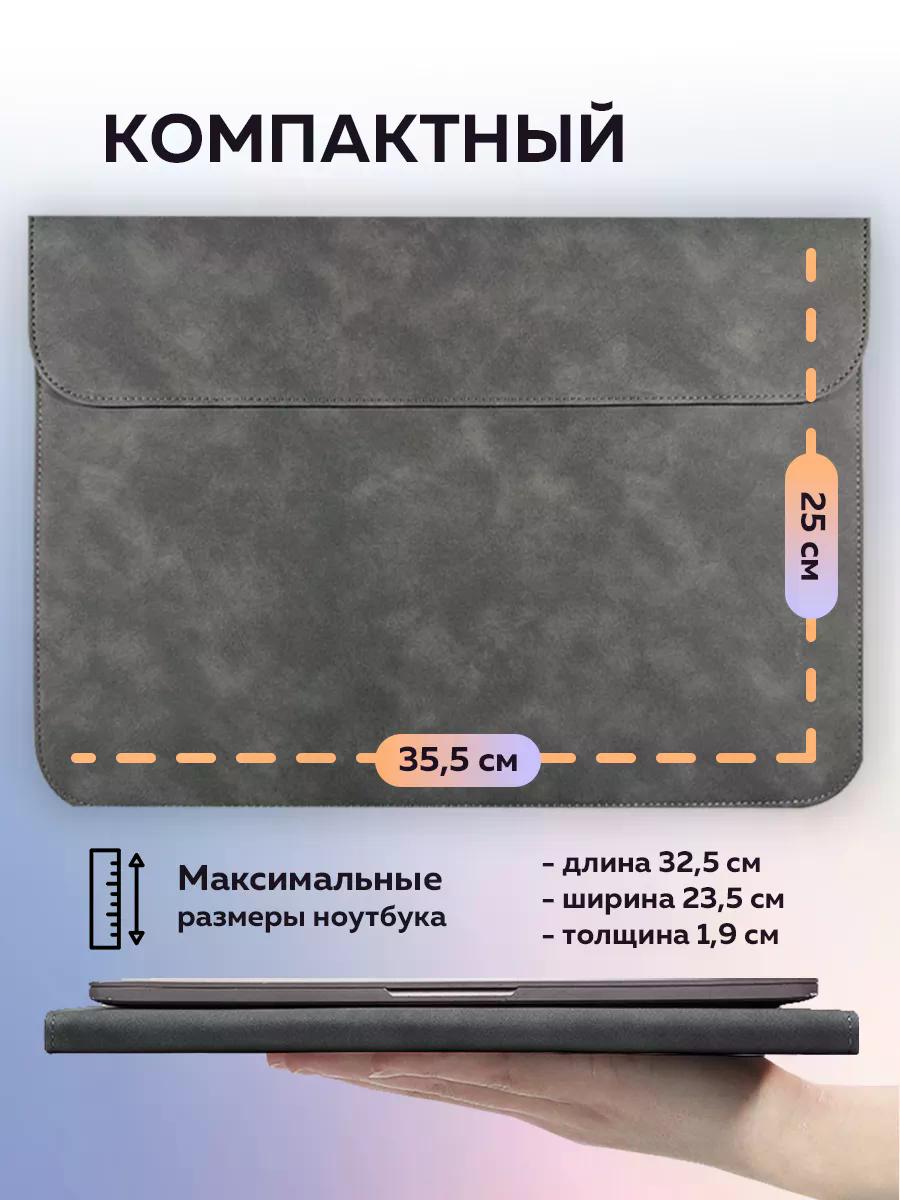 КОМПАКТНЫЙ
25 см
35,5 см
Максимальные
размеры ноутбука
- длина 32,5 см
- ширина 23,5 см
- толщина 1,9 см